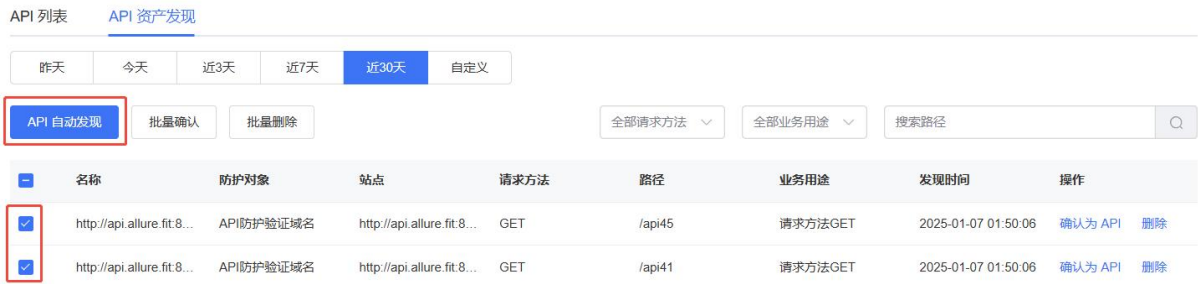 API 列表 API 资产发现
昨天 今天 近3天 近7天 近30天 自定义
API 自动发现 批量确认 批量删除 全部请求方法 全部业务用途 搜索路径
名称 防护对象 站点 请求方法 路径 业务用途 发现时间 操作
http://api.allure.fit:8... API防护验证域名 http://api.allure.fit:8... GET /api45 请求方法GET 2025-01-07 01:50:06 确认为 API 删除
http://api.allure.fit:8... API防护验证域名 http://api.allure.fit:8... GET /api41 请求方法GET 2025-01-07 01:50:06 确认为 API 删除